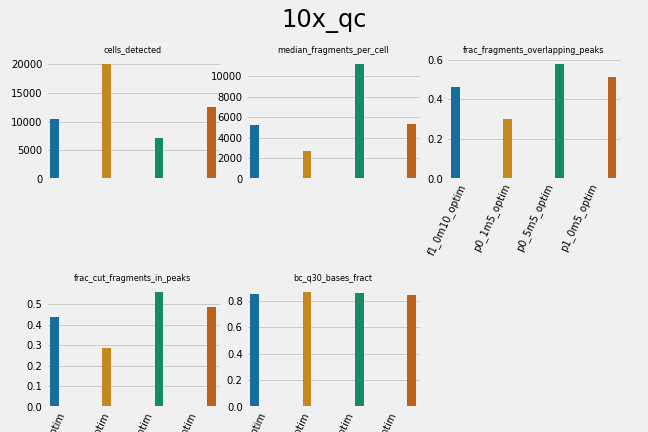 10x_qc
cells_detected
median_fragments_per_cell
frac_fragments_overlapping_peaks
20000
15000
10000
5000
0
10000
8000
6000
4000
2000
0
0.6
0.4
0.2
0.0
f1_0m10_optim
p0_1m5_optim
p0_5m5_optim
p1_0m5_optim
frac_cut_fragments_in_peaks
bc_q30_bases_fract
0.5
0.4
0.3
0.2
0.1
0.0
0.8
0.6
0.4
0.2
0.0